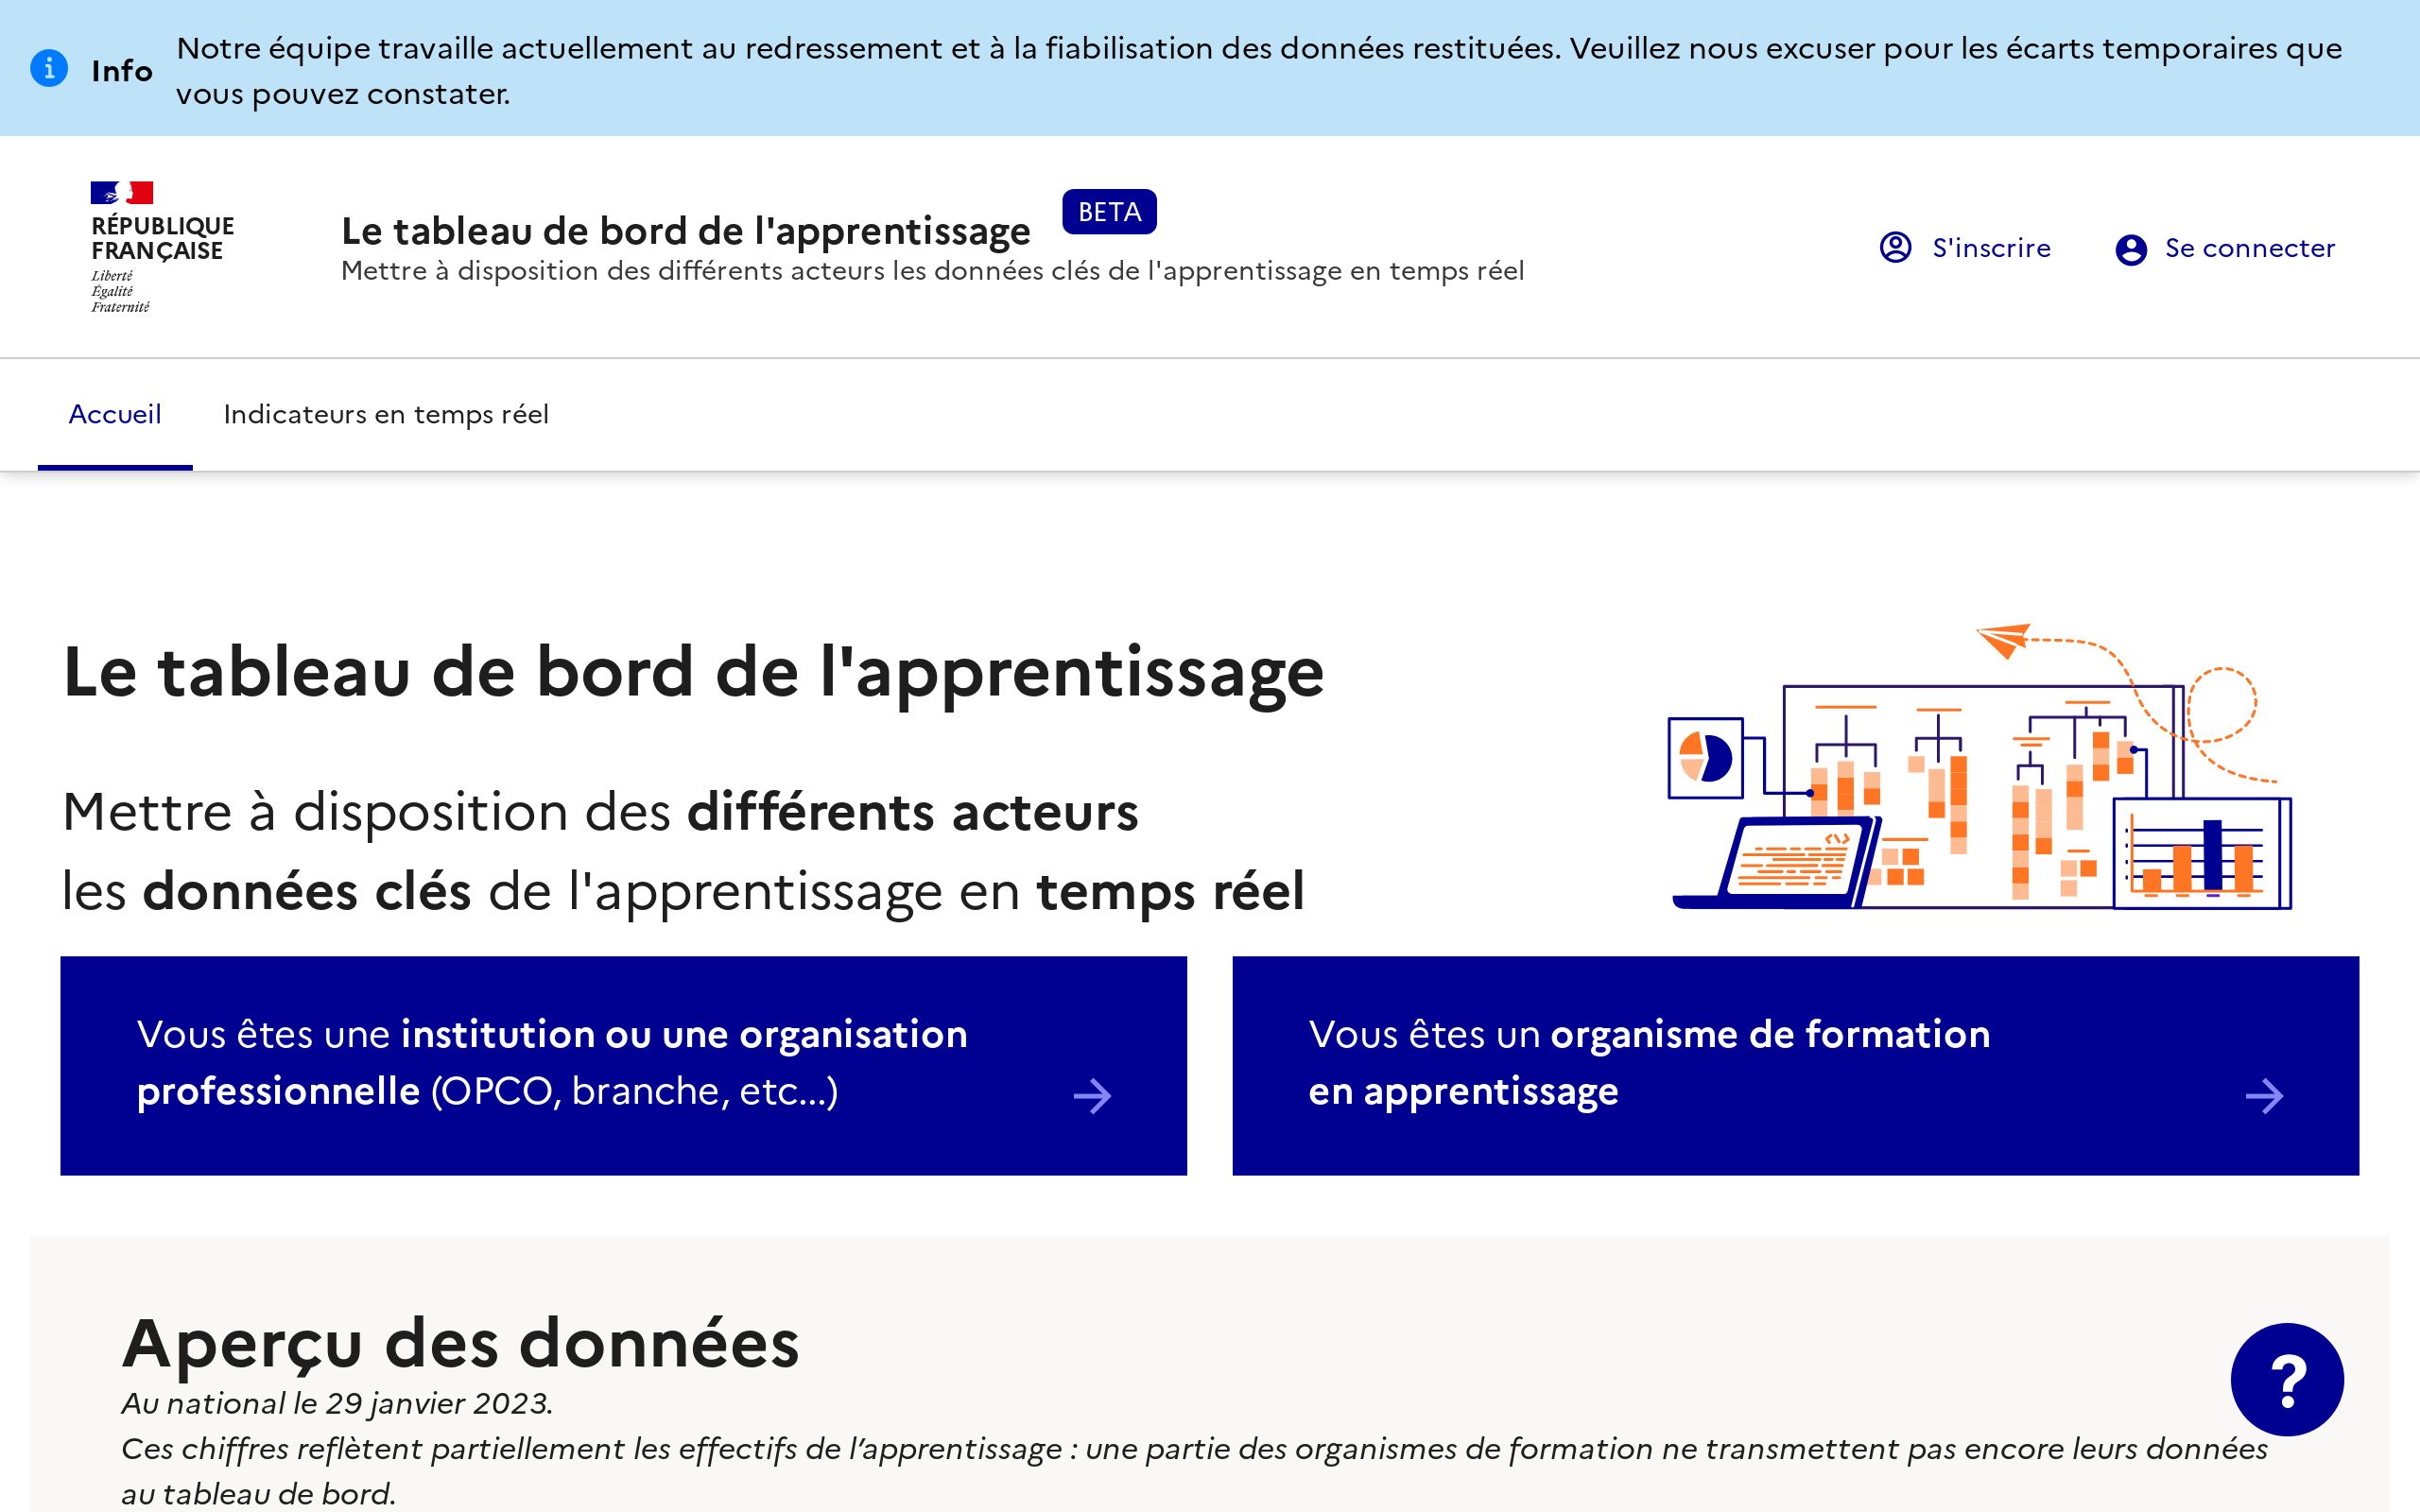 Info
Notre équipe travaille actuellement au redressement et à la fiabilisation des données restituées. Veuillez nous excuser pour les écarts temporaires que
vous pouvez constater.
RÉPUBLIQUE
FRANÇAISE
Liberté
Égalité
Fraternité
Le tableau de bord de l'apprentissage
BETA
Mettre à disposition des différents acteurs les données clés de l'apprentissage en temps réel
S'inscrire
Se connecter
Accueil
Indicateurs en temps réel
Le tableau de bord de l'apprentissage
Mettre à disposition des différents acteurs
les données clés de l'apprentissage en temps réel
Vous êtes une institution ou une organisation
professionnelle (OPCO, branche, etc...)
Vous êtes un organisme de formation
en apprentissage
Aperçu des données
Au national le 29 janvier 2023.
Ces chiffres reflètent partiellement les effectifs de l’apprentissage : une partie des organismes de formation ne transmettent pas encore leurs données
au tableau de bord.
?